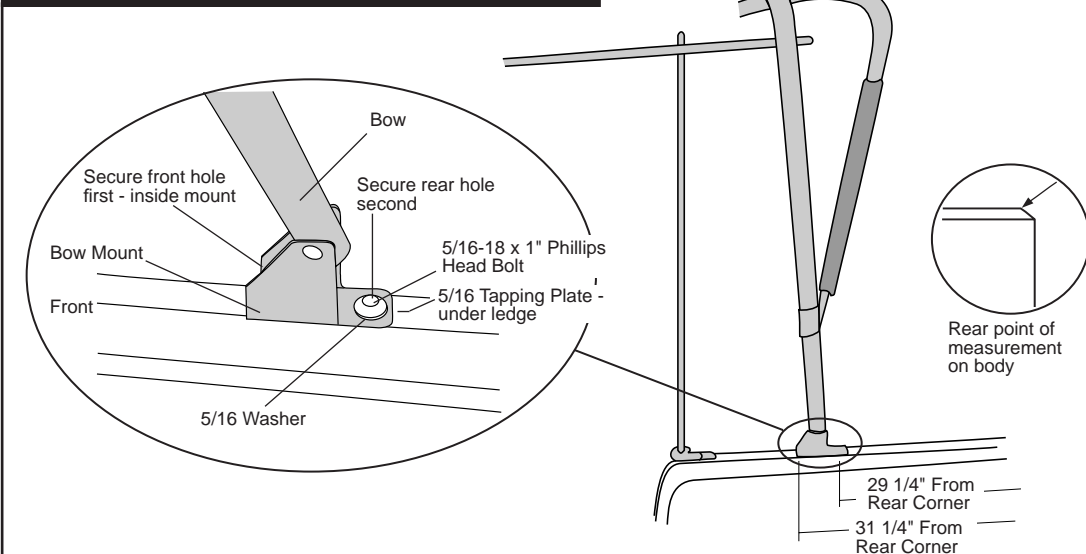 Bow
Secure front hole
first - inside mount
Secure rear hole
second
Bow Mount
5/16-18 x 1" Phillips
Head Bolt
Front
5/16 Tapping Plate -
under ledge
5/16 Washer
Rear point of
measurement
on body
29 1/4" From
Rear Corner
31 1/4" From
Rear Corner